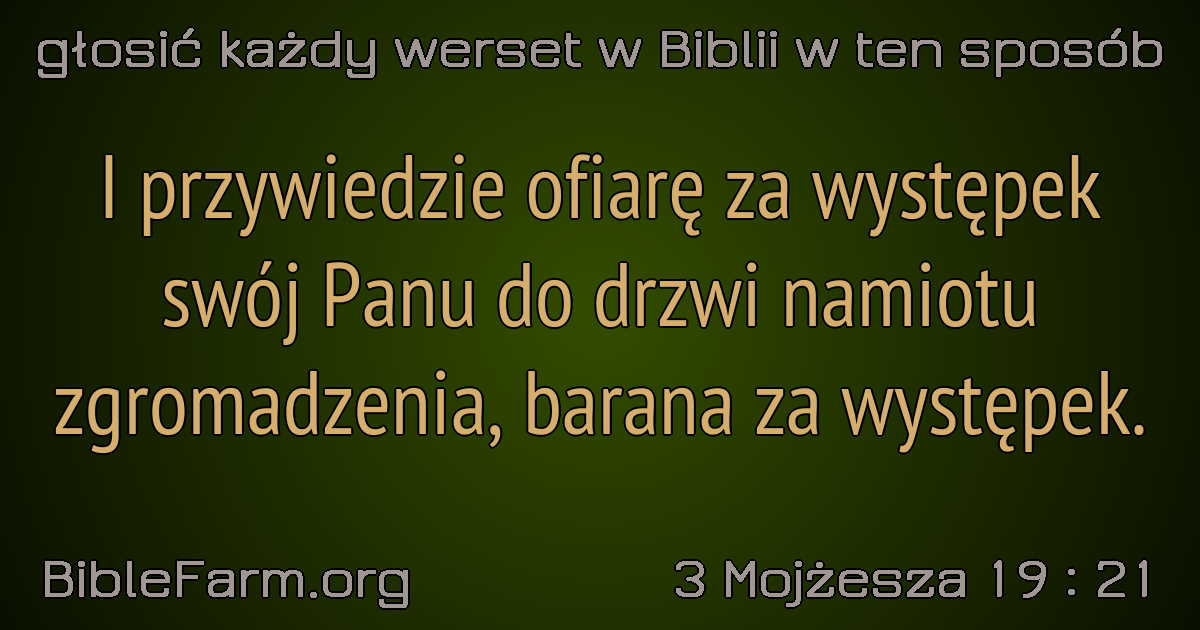 głosić każdy werset w Biblii w ten sposób
I przywiedzie ofiarę za występek
swój Panu do drzwi namiotu
zgromadzenia, barana za występek.
BibleFarm.org
3 Mojżesza 19 : 21